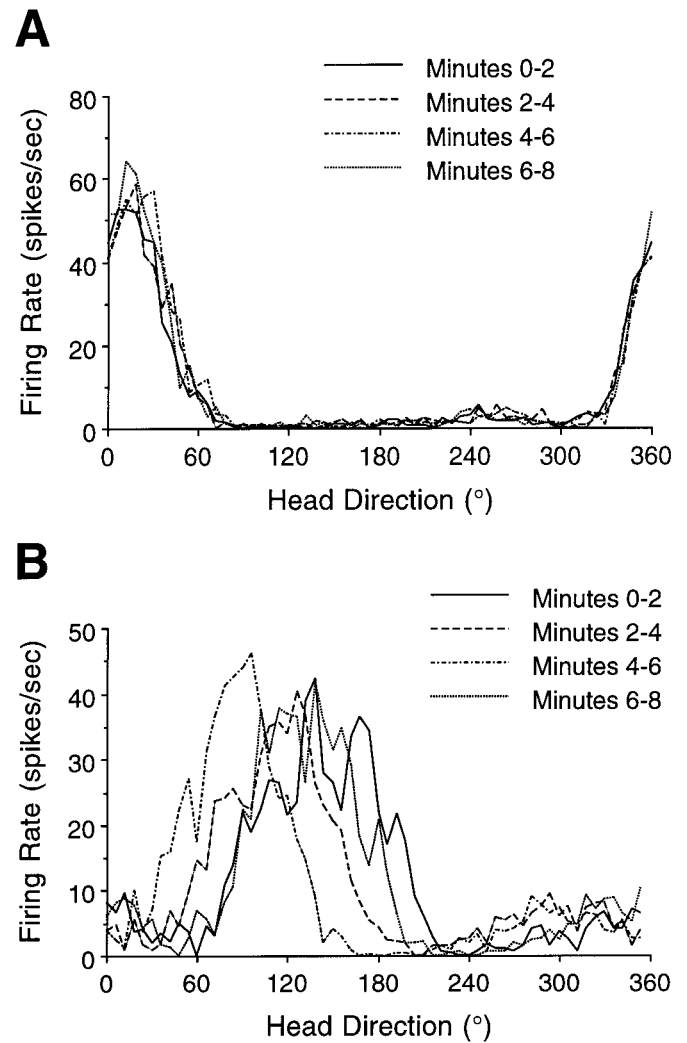 A
Minutes 0-2
Minutes 2-4
Minutes 4-6
Minutes 6-8
Firing Rate (spikes/sec)
80
60
40
20
0
0 60 120 180 240 300 360
Head Direction (°)
B
Minutes 0-2
Minutes 2-4
Minutes 4-6
Minutes 6-8
Firing Rate (spikes/sec)
50
40
30
20
10
0
0 60 120 180 240 300 360
Head Direction (°)